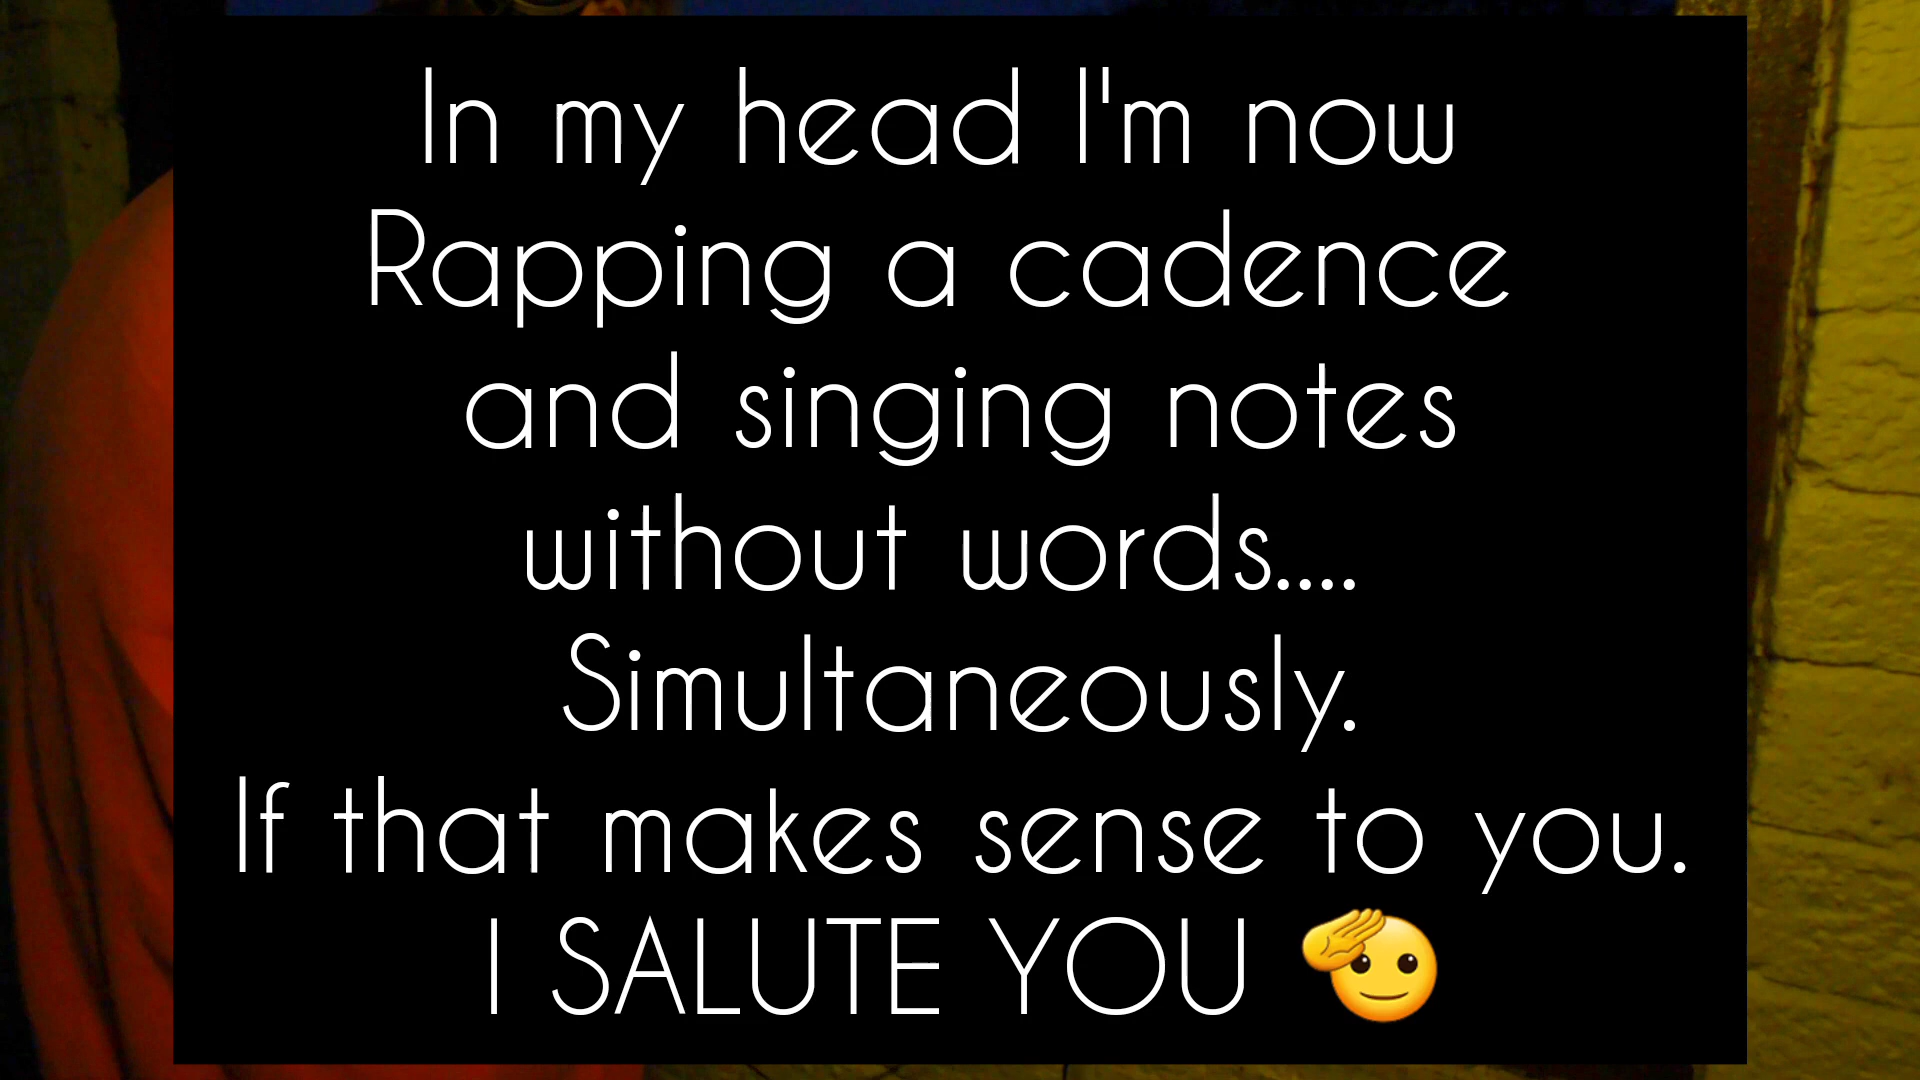 In my head I'm now
Rapping a cadence
and singing notes
without words....
Simultaneously.
If that makes sense to you.
I SALUTE YOU 🫡